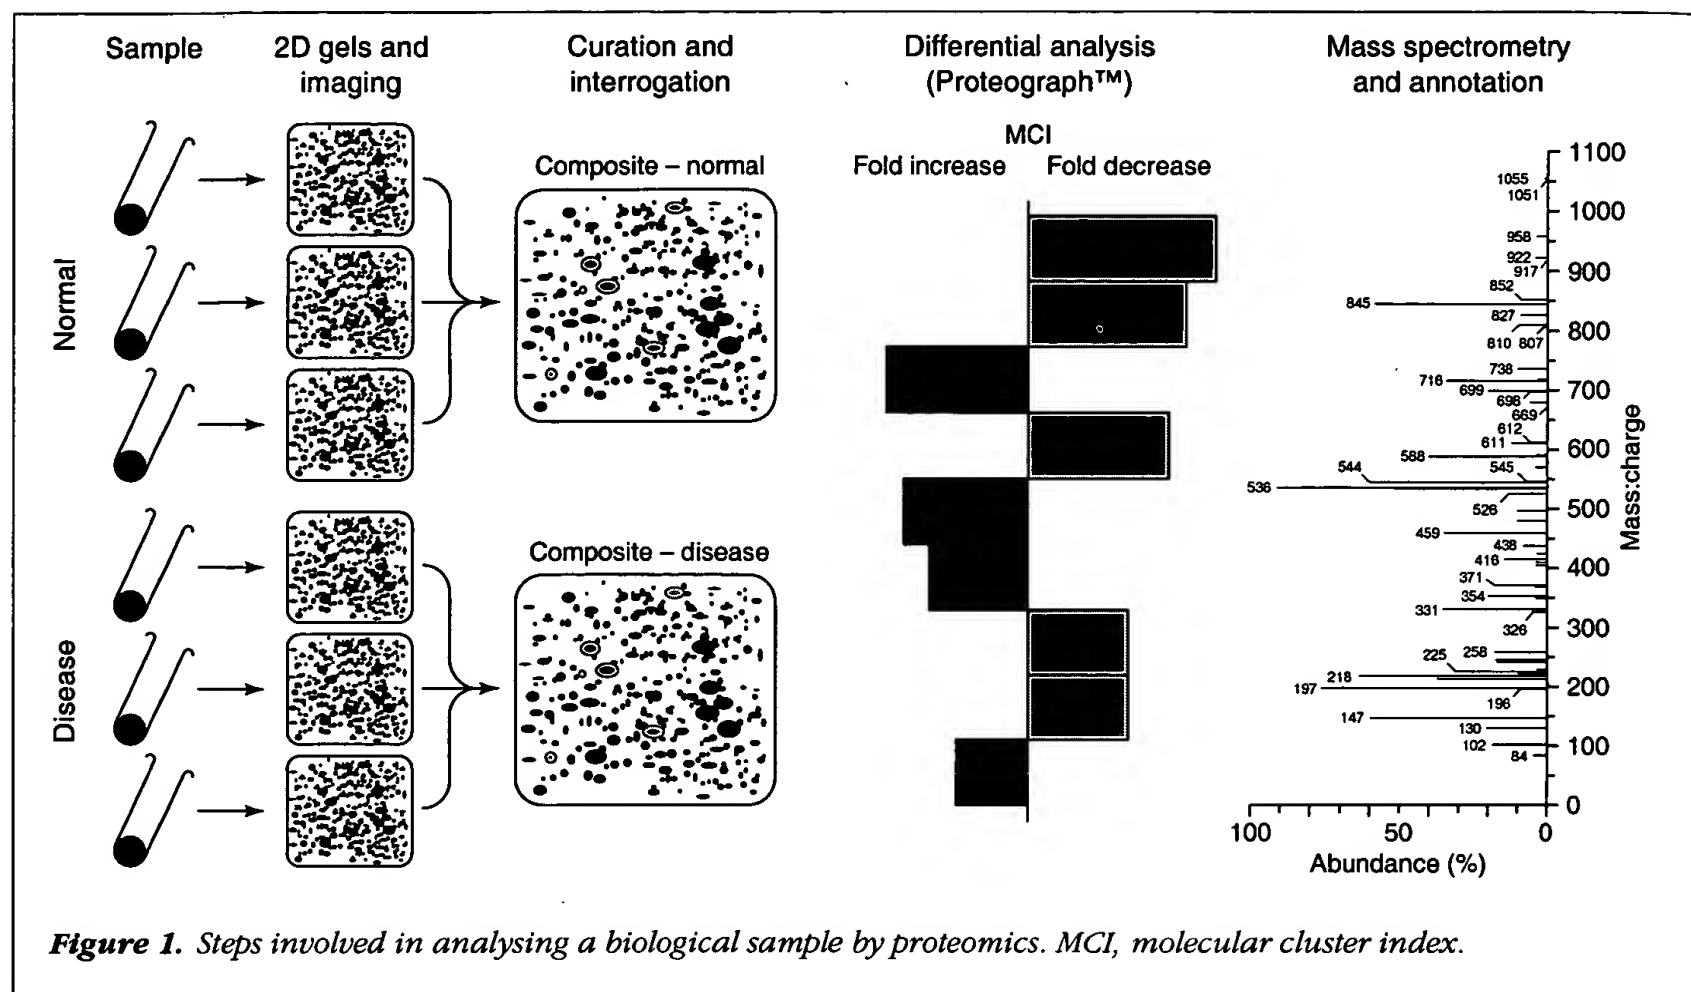 Sample
2D gels and
imaging
Curation and
interrogation
Differential analysis
(Proteograph™)
Mass spectrometry
and annotation
Normal
Disease
Composite – normal
Composite – disease
MCI
Fold increase
Fold decrease
1055
1051
958
922
917
852
845
827
810 807
738
716
699
698
669
612
611
588
544
545
536
526
459
438
416
371
354
331
326
258
225
218
197
196
147
130
102
84
1100
1000
900
800
700
600
500
400
300
200
100
0
Mass:charge
100 50 0
Abundance (%)
Figure 1. Steps involved in analysing a biological sample by proteomics. MCI, molecular cluster index.